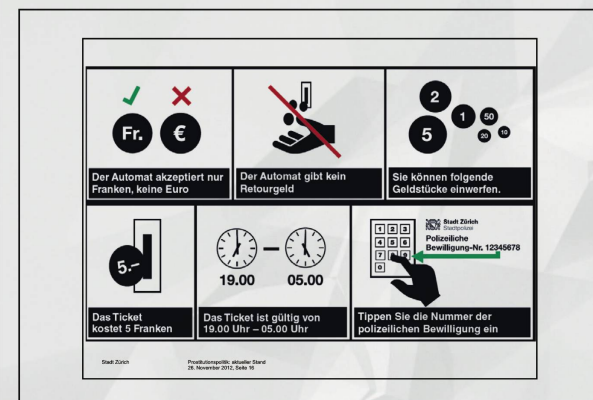 Fr. €
Der Automat akzeptiert nur
Franken, keine Euro
Der Automat gibt kein
Retourgeld
2
1
50
5
20
10
Sie können folgende
Geldstücke einwerfen.
5.–
Das Ticket
kostet 5 Franken
19.00 – 05.00
Das Ticket ist gültig von
19.00 Uhr – 05.00 Uhr
1 2 3
4 5 6
7
0
Stadt Zürich
Stadtpolizei
Polizeiliche
Bewilligung-Nr. 12345678
Tippen Sie die Nummer der
polizeilichen Bewilligung ein
Stadt Zürich
Prostitutionspolitik: aktueller Stand
26. November 2012, Seite 16